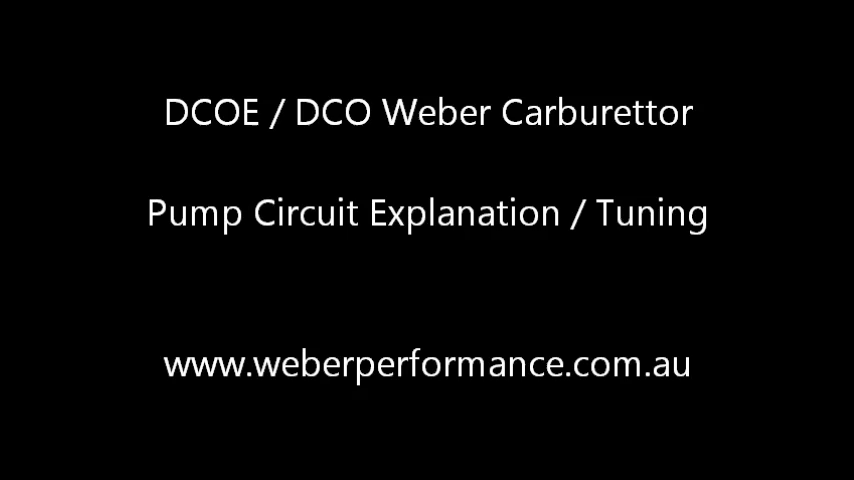 DCOE / DCO Weber Carburettor
Pump Circuit Explanation / Tuning
www.weberperformance.com.au